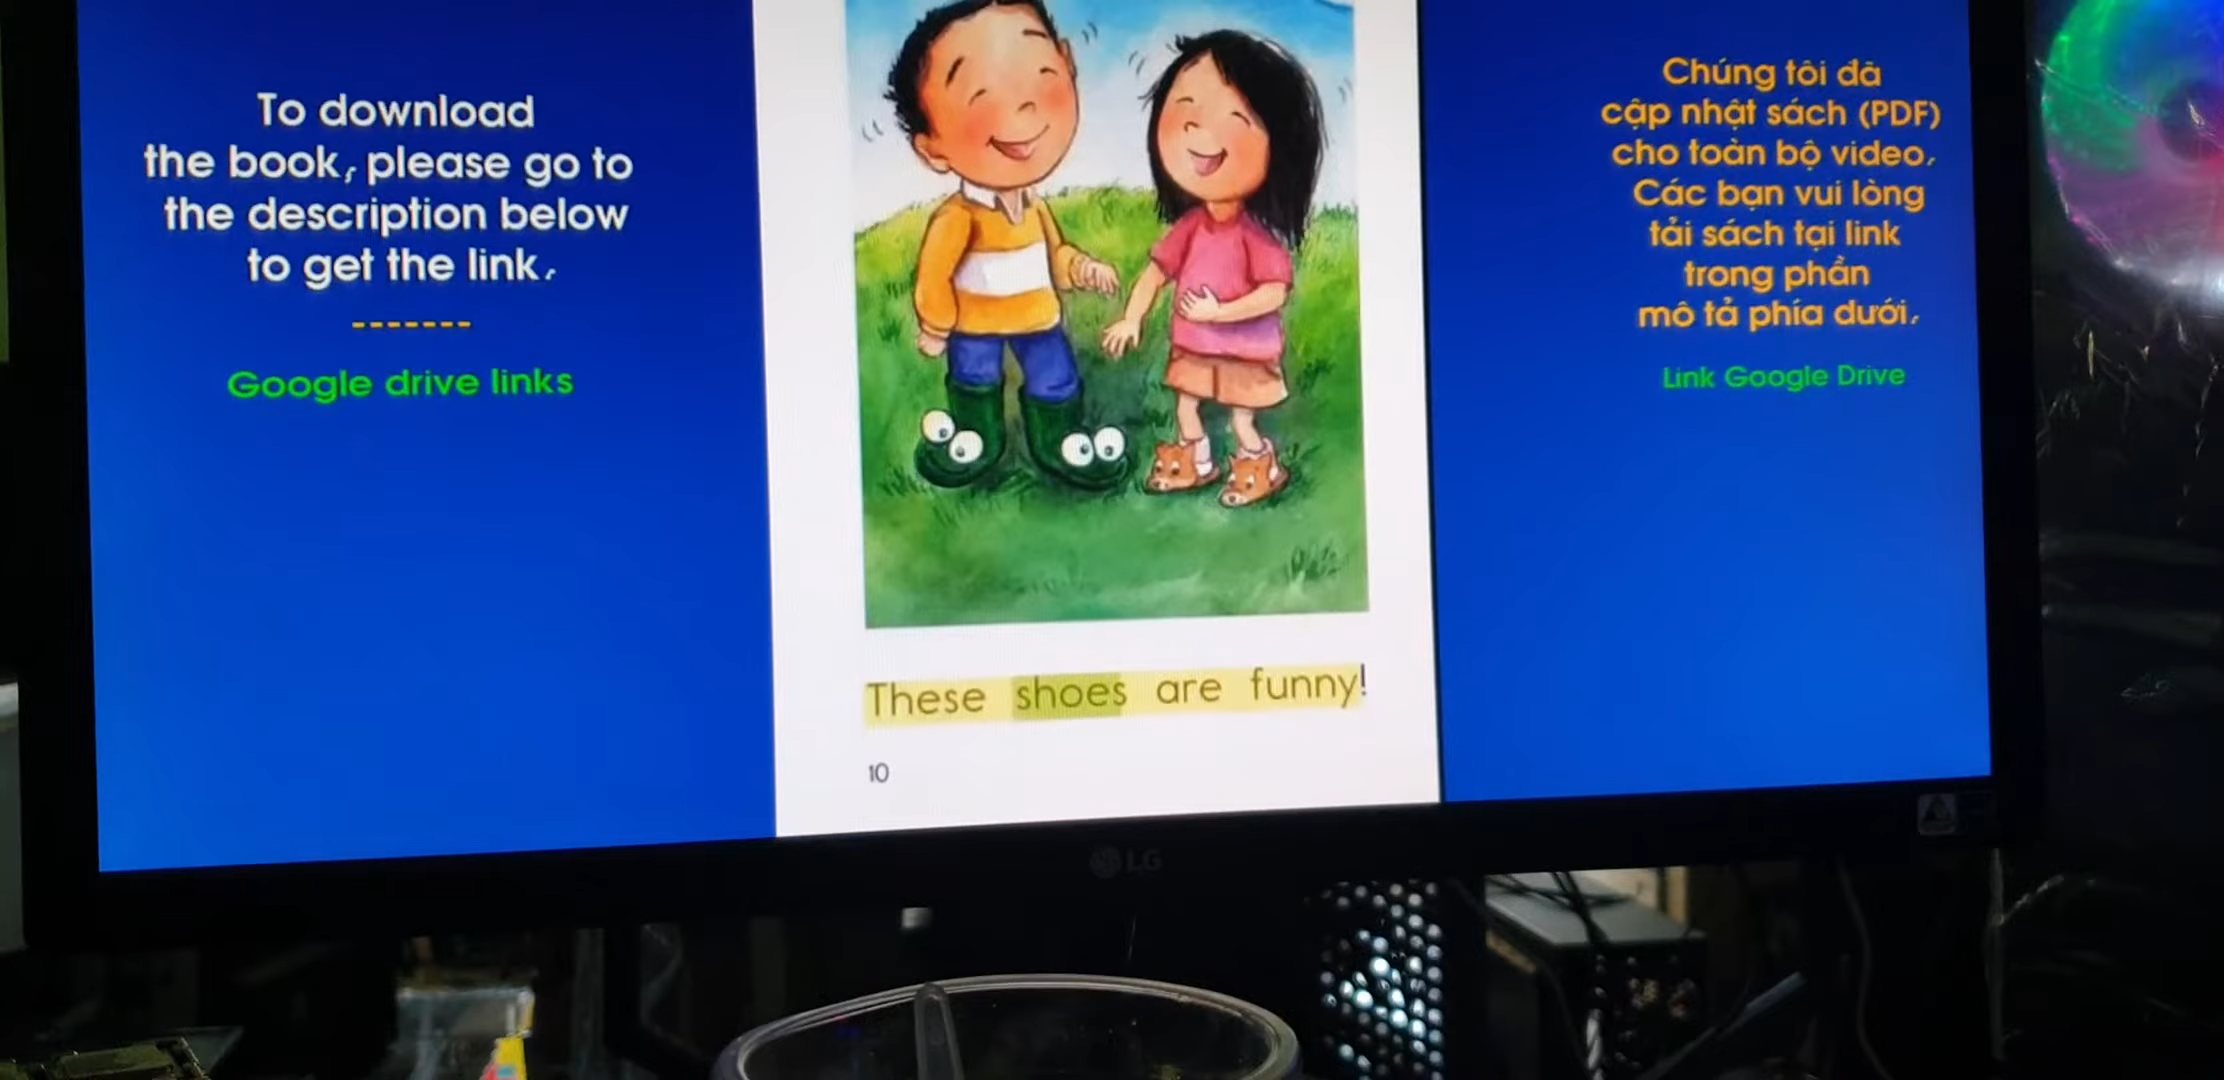 To download
the book, please go to
the description below
to get the link.
-------
Google drive links
These shoes are funny!
10
Chúng tôi đã
cập nhật sách (PDF)
cho toàn bộ video.
Các bạn vui lòng
tải sách tại link
trong phần
mô tả phía dưới.
Link Google Drive
LG